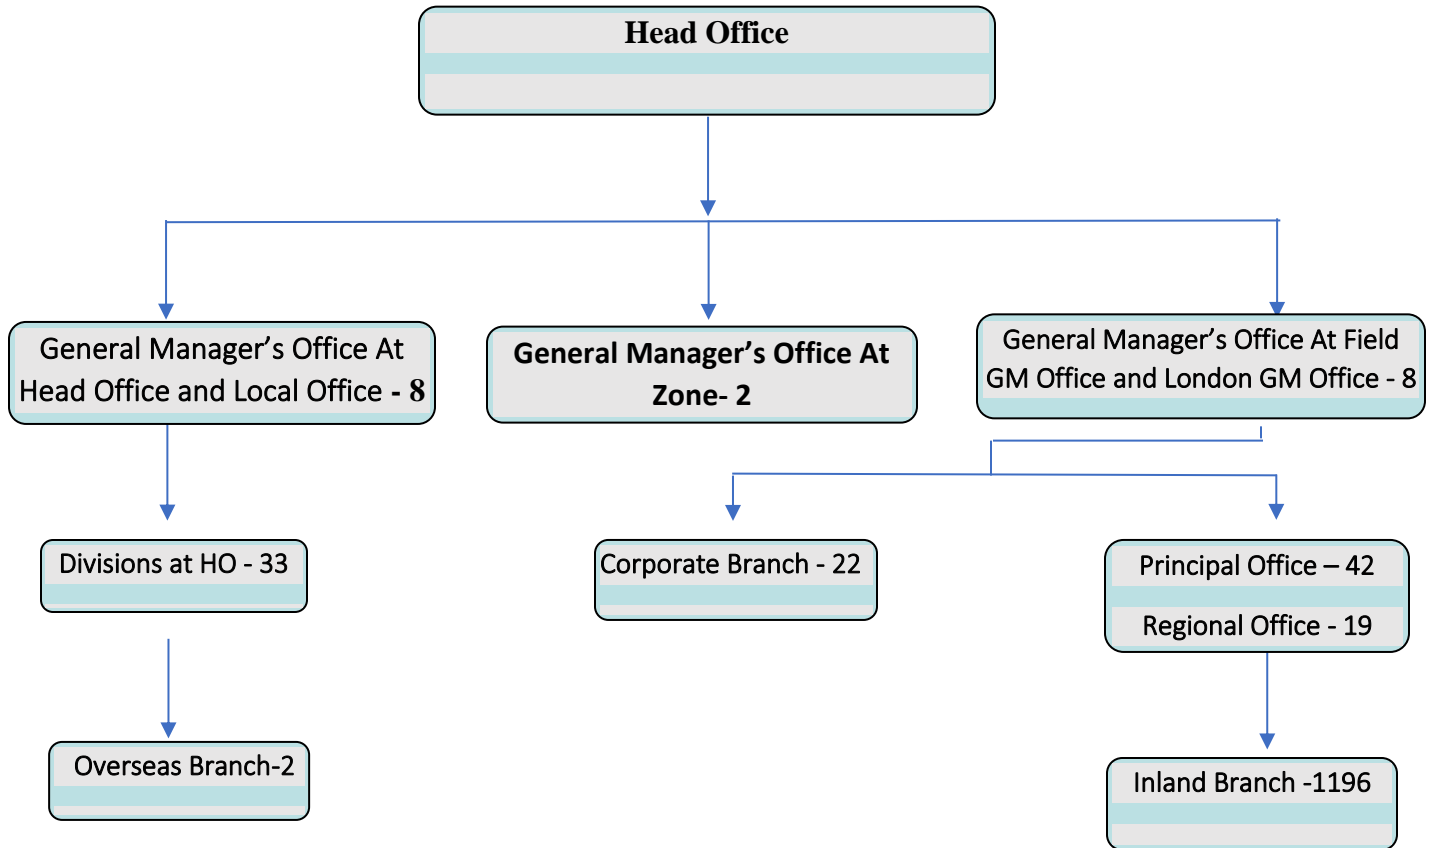 Head Office
General Manager’s Office At
Head Office and Local Office - 8
General Manager’s Office At
Zone- 2
General Manager’s Office At Field
GM Office and London GM Office - 8
Divisions at HO - 33
Corporate Branch - 22
Principal Office – 42
Regional Office - 19
Overseas Branch-2
Inland Branch -1196